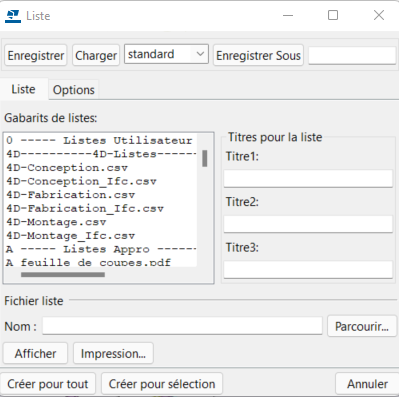 Liste
Enregistrer Charger standard Enregistrer Sous
Liste Options
Gabarits de listes:
0 ----- Listes Utilisateur
4D----------4D-Listes------
4D-Conception.csv
4D-Conception_Ifc.csv
4D-Fabrication.csv
4D-Fabrication_Ifc.csv
4D-Montage.csv
4D-Montage_Ifc.csv
A ----- Listes Appro ------
A feuille de coupes.pdf
Titres pour la liste
Titre1:
Titre2:
Titre3:
Fichier liste
Nom : Parcourir...
Afficher Impression...
Créer pour tout Créer pour sélection Annuler